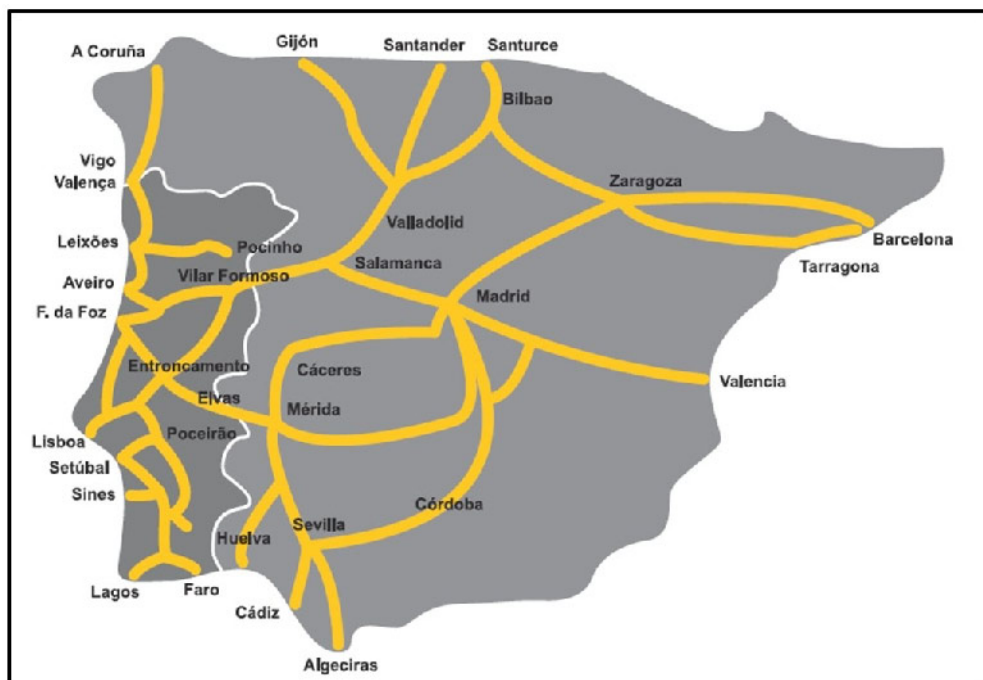 Gijón
Santander
Santurce
A Coruña
Bilbao
Vigo
Valença
Zaragoza
Valladolid
Leixões
Pocinho
Barcelona
Salamanca
Tarragona
Vilar Formoso
Aveiro
Madrid
F. da Foz
Entroncamento
Cáceres
Valencia
Elvas
Mérida
Lisboa
Poceirão
Setúbal
Sines
Córdoba
Sevilla
Huelva
Lagos
Faro
Cádiz
Algeciras